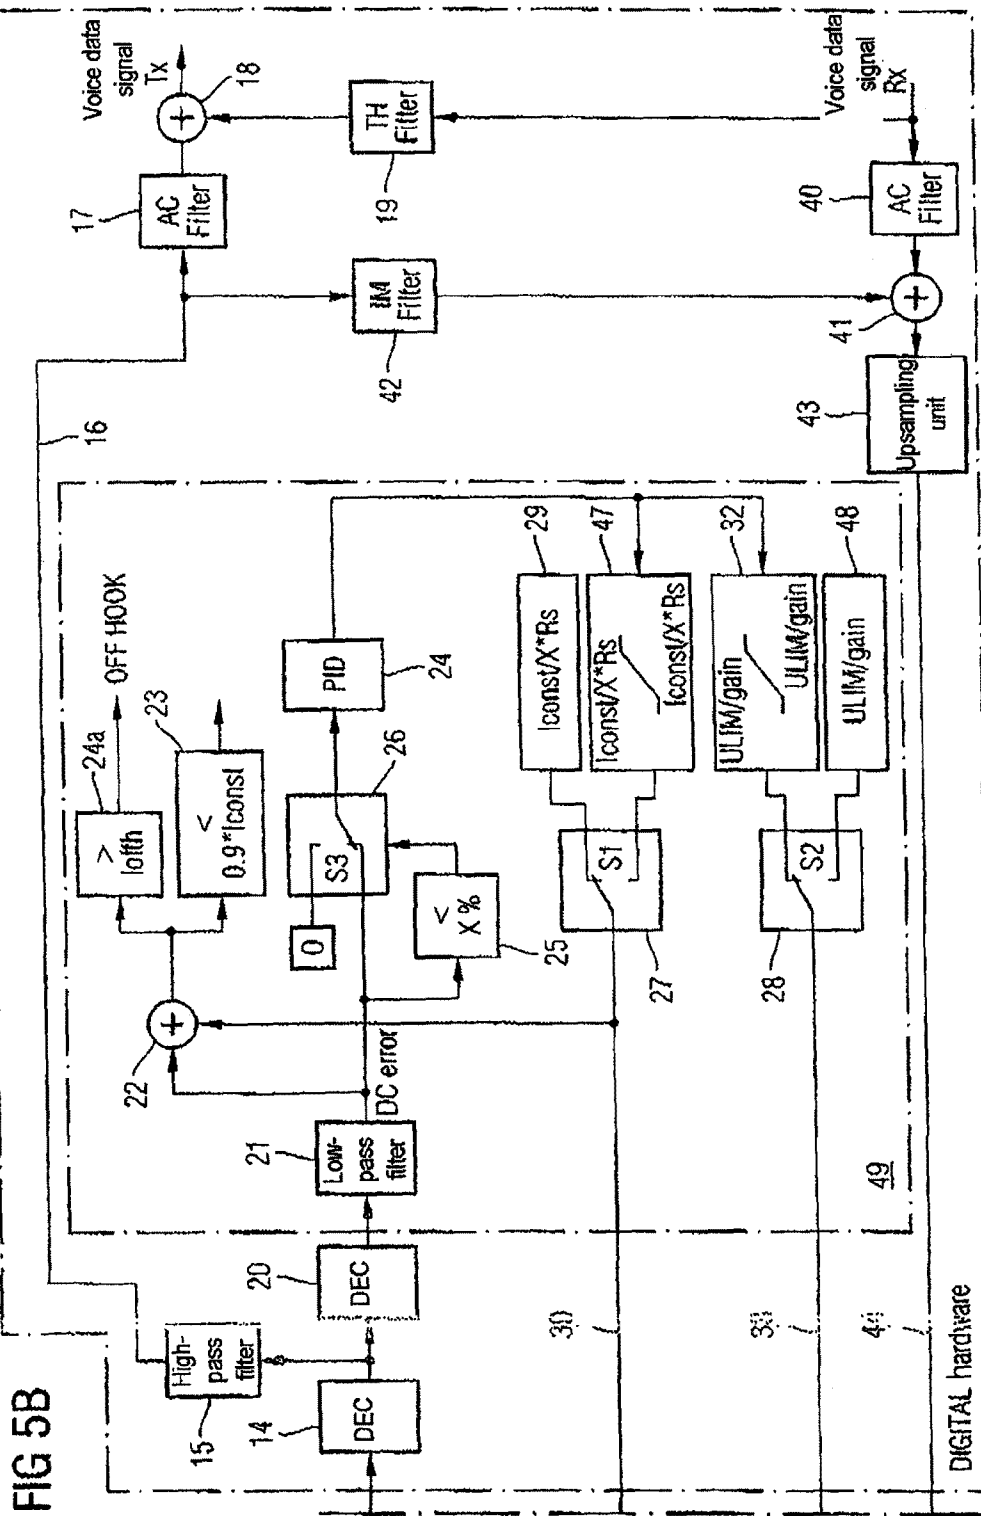 FIG 5B
Voice data
signal
Tx
18
17
AC
Filter
TH
Filter
19
Voice data
signal
Rx
40
AC
Filter
IM
Filter
42
41
43
Upsampling
unit
16
OFF HOOK
24a
>
Ioffh
23
<
0.9*Iconst
22
PID
24
26
S3
0
<
X %
25
DC error
21
Low-
pass
filter
20
DEC
High-
pass
filter
15
14
DEC
29
Iconst/X*Rs
47
Iconst/X*Rs
Iconst/X*Rs
32
ULIM/gain
ULIM/gain
48
ULIM/gain
S1
27
S2
28
49
30
44
DIGITAL hardware